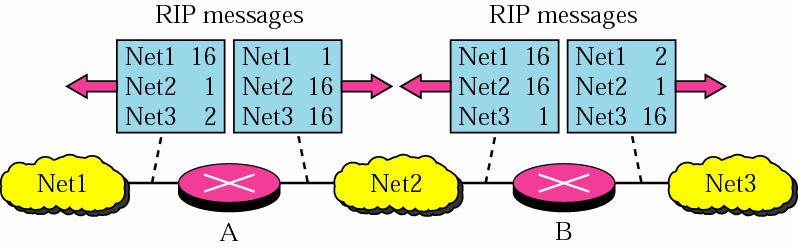 RIP messages
RIP messages
Net1 16
Net2 1
Net3 2
Net1 1
Net2 16
Net3 16
Net1 16
Net2 16
Net3 1
Net1 2
Net2 1
Net3 16
Net1
Net2
Net3
A
B